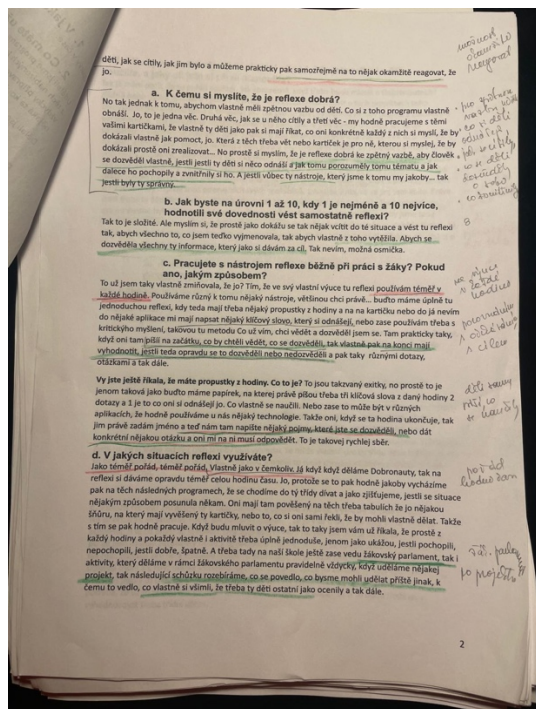 děti, jak se cítily, jak jim bylo a můžeme prakticky pak samozřejmě na to nějak okamžitě reagovat, že
jo.
a. K čemu si myslíte, že je reflexe dobrá?
No tak jednak k tomu, abychom vlastně měli zpětnou vazbu od dětí. Co si z toho programu vlastně
obnáší. Jo, to je jedna věc. Druhá věc, jak se u něho cítily a třetí věc - my hodně pracujeme s těmi
vašimi kartičkami, že vlastně ty děti jako pak si mají říkat, co oni konkrétně každý z nich si myslí, že by
dokázali vlastně jak pomoct, jo. Která z těch třeba vět nebo kartiček je pro ně, kterou si myslej, že by
dokázali prostě oni zrealizovat... No prostě si myslím, že je reflexe dobrá ke zpětný vazbě, aby člověk
se dozvěděl vlastně, jestli jestli ty děti si něco odnáší a jak tomu porozuměly tomu tématu a jak
dalece ho pochopily a zvnitřnily si ho. A jestli vůbec ty nástroje, který jsme k tomu my jakoby... tak
jestli byly ty správný.
b. Jak byste na úrovni 1 až 10, kdy 1 je nejméně a 10 nejvíce,
hodnotili své dovednosti vést samostatně reflexi?
Tak to je složité. Ale myslím si, že prostě jako dokážu se tak nějak vcítit do té situace a vést tu reflexi
tak, abychom všechno to, co jsem teďko vyjmenovala, tak abych vlastně z toho vytěžila. Abych se
dozvěděla všechny ty informace, který jako si dávám za cíl. Tak nevím, možná osmička.
8
c. Pracujete s nástrojem reflexe běžně při práci s žáky? Pokud
ano, jakým způsobem?
To už jsem taky vlastně zmiňovala, že jo? Tím, že ve svý vlastní výuce tu reflexi používám téměř v
každé hodině. Používáme různý k tomu nějaký nástroje, většinou chci právě... buďto máme úplně tu
jednoduchou reflexi, kdy teda mají třeba nějaký propustky z hodiny a na na kartičku nebo do já nevím
do nějaké aplikace mi mají napsat nějaký klíčový slovo, který si odnášejí, nebo zase používám třeba s
kritického myšlení, takovou tu metodu Co už vím, chci vědět a dozvěděl jsem se. Tam prakticky taky,
když oni tam píší na začátku, co by chtěli vědět, co se dozvěděli, tak vlastně pak na konci mají
vyhodnotit, jestli teda opravdu se to dozvěděli nebo nedozvěděli a pak taky různými dotazy,
otázkami a tak dále.
Vy jste ještě říkala, že máte propustky z hodiny. Co to je? To jsou takzvaný exitky, no prostě to je
jenom taková jako buďto máme papírek, na kterej právě píšou třeba tři klíčová slova z daný hodiny 2
dotazy a 1 je to co oni si odnášejí jo. Co vlastně se naučili. Nebo zase to může být v různých
aplikacích, že hodně používáme u nás nějaký technologie. Takže oni, když se ta hodina ukončuje, tak
jim právě zadám jméno a teď nám tam napište nějaký pojmy, které jste se dozvěděli, nebo dát
konkrétní nějakou otázku a oni mi na ni musí odpovědět. To je takovej rychlej sběr.
d. V jakých situacích reflexi využíváte?
Jako téměř pořád, téměř pořád. Vlastně jako v čemkoliv. Já když když děláme Dobronauty, tak na
reflexi si dáváme opravdu téměř celou hodinu času. Jo, protože se to pak hodně jakoby vycházíme
pak na těch následných programech, že se chodíme do tý třídy dívat a jako zjišťujeme, jestli se situace
nějakým způsobem posunula někam. Oni mají tam pověšený na těch třeba tabulích že jo nějakou
šňůru, na který mají vyvěšený ty kartičky, nebo to, co si oni sami řekli, že by mohli vlastně dělat. Takže
s tím se pak hodně pracuje. Když budu mluvit o výuce, tak to taky jsem vám už říkala, že prostě z
každý hodiny a pokaždý vlastně i aktivitě třeba úplně jednoduše, jenom jako ukážou, jestli pochopili,
nepochopili, jestli dobře, špatně. A třeba tady na naší škole ještě zase vedu žákovský parlament, tak i
aktivity, který děláme v rámci žákovského parlamentu pravidelně vždycky, když uděláme nějakej
projekt, tak následující schůzku rozebíráme, co se povedlo, co bysme mohli udělat příště jinak, k
čemu to vedlo, co vlastně si všimli, že třeba ty děti ostatní jako ocenily a tak dále.
2